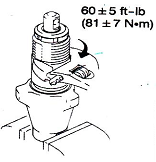 60 ± 5 ft-lb
(81 ± 7 N•m)